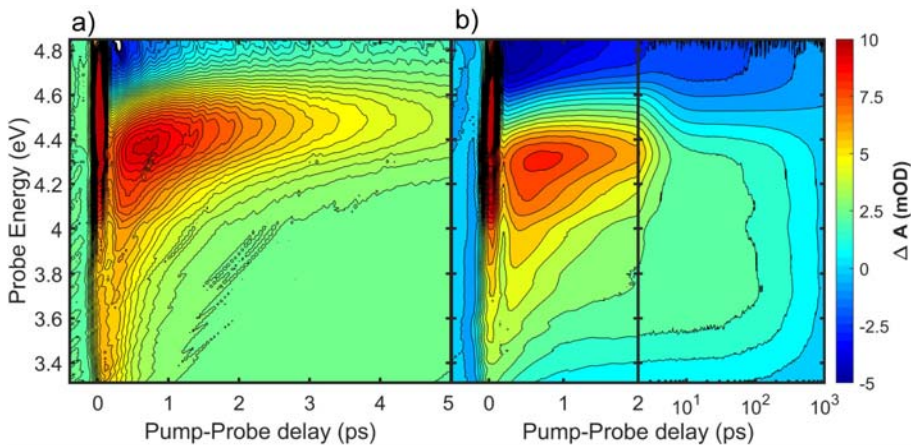 a)
b)
4.8
4.6
4.4
4.2
4
3.8
3.6
3.4
Probe Energy (eV)
0 1 2 3 4 5
Pump-Probe delay (ps)
0 1 2 10¹ 10² 10³
Pump-Probe delay (ps)
10
7.5
5
2.5
0
-2.5
-5
△ A (mOD)